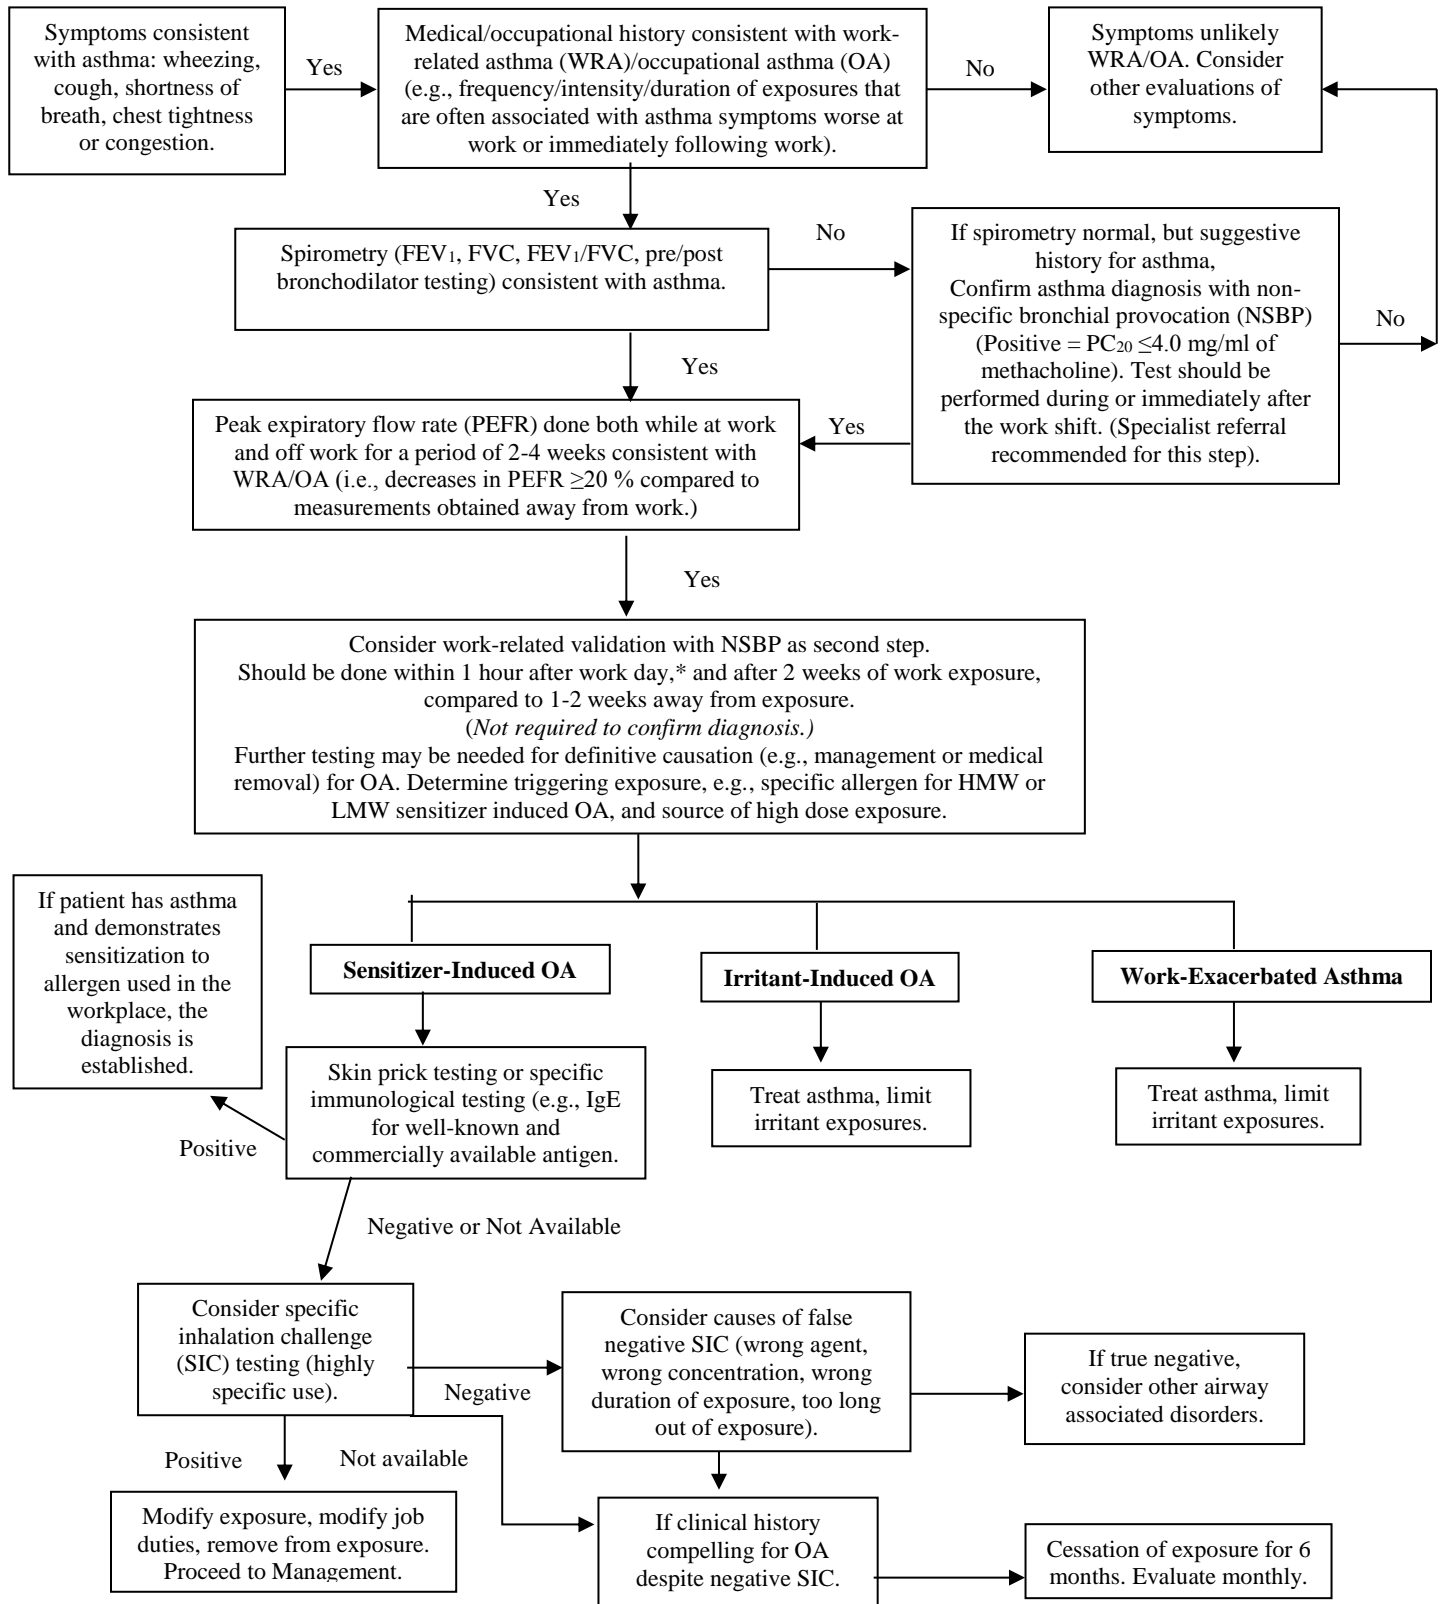 Symptoms consistent
with asthma: wheezing,
cough, shortness of
breath, chest tightness
or congestion.
Yes
Medical/occupational history consistent with work-
related asthma (WRA)/occupational asthma (OA)
(e.g., frequency/intensity/duration of exposures that
are often associated with asthma symptoms worse at
work or immediately following work).
No
Symptoms unlikely
WRA/OA. Consider
other evaluations of
symptoms.
Yes
Spirometry (FEV₁, FVC, FEV₁/FVC, pre/post
bronchodilator testing) consistent with asthma.
No
If spirometry normal, but suggestive
history for asthma,
Confirm asthma diagnosis with non-
specific bronchial provocation (NSBP)
(Positive = PC₂₀ ≤4.0 mg/ml of
methacholine). Test should be
performed during or immediately after
the work shift. (Specialist referral
recommended for this step).
No
Yes
Yes
Peak expiratory flow rate (PEFR) done both while at work
and off work for a period of 2-4 weeks consistent with
WRA/OA (i.e., decreases in PEFR ≥20 % compared to
measurements obtained away from work.)
Yes
Consider work-related validation with NSBP as second step.
Should be done within 1 hour after work day,* and after 2 weeks of work exposure,
compared to 1-2 weeks away from exposure.
(Not required to confirm diagnosis.)
Further testing may be needed for definitive causation (e.g., management or medical
removal) for OA. Determine triggering exposure, e.g., specific allergen for HMW or
LMW sensitizer induced OA, and source of high dose exposure.
If patient has asthma
and demonstrates
sensitization to
allergen used in the
workplace, the
diagnosis is
established.
Sensitizer-Induced OA
Irritant-Induced OA
Work-Exacerbated Asthma
Skin prick testing or specific
immunological testing (e.g., IgE
for well-known and
commercially available antigen.
Treat asthma, limit
irritant exposures.
Treat asthma, limit
irritant exposures.
Positive
Negative or Not Available
Consider specific
inhalation challenge
(SIC) testing (highly
specific use).
Negative
Consider causes of false
negative SIC (wrong agent,
wrong concentration, wrong
duration of exposure, too long
out of exposure).
If true negative,
consider other airway
associated disorders.
Positive
Not available
Modify exposure, modify job
duties, remove from exposure.
Proceed to Management.
If clinical history
compelling for OA
despite negative SIC.
Cessation of exposure for 6
months. Evaluate monthly.